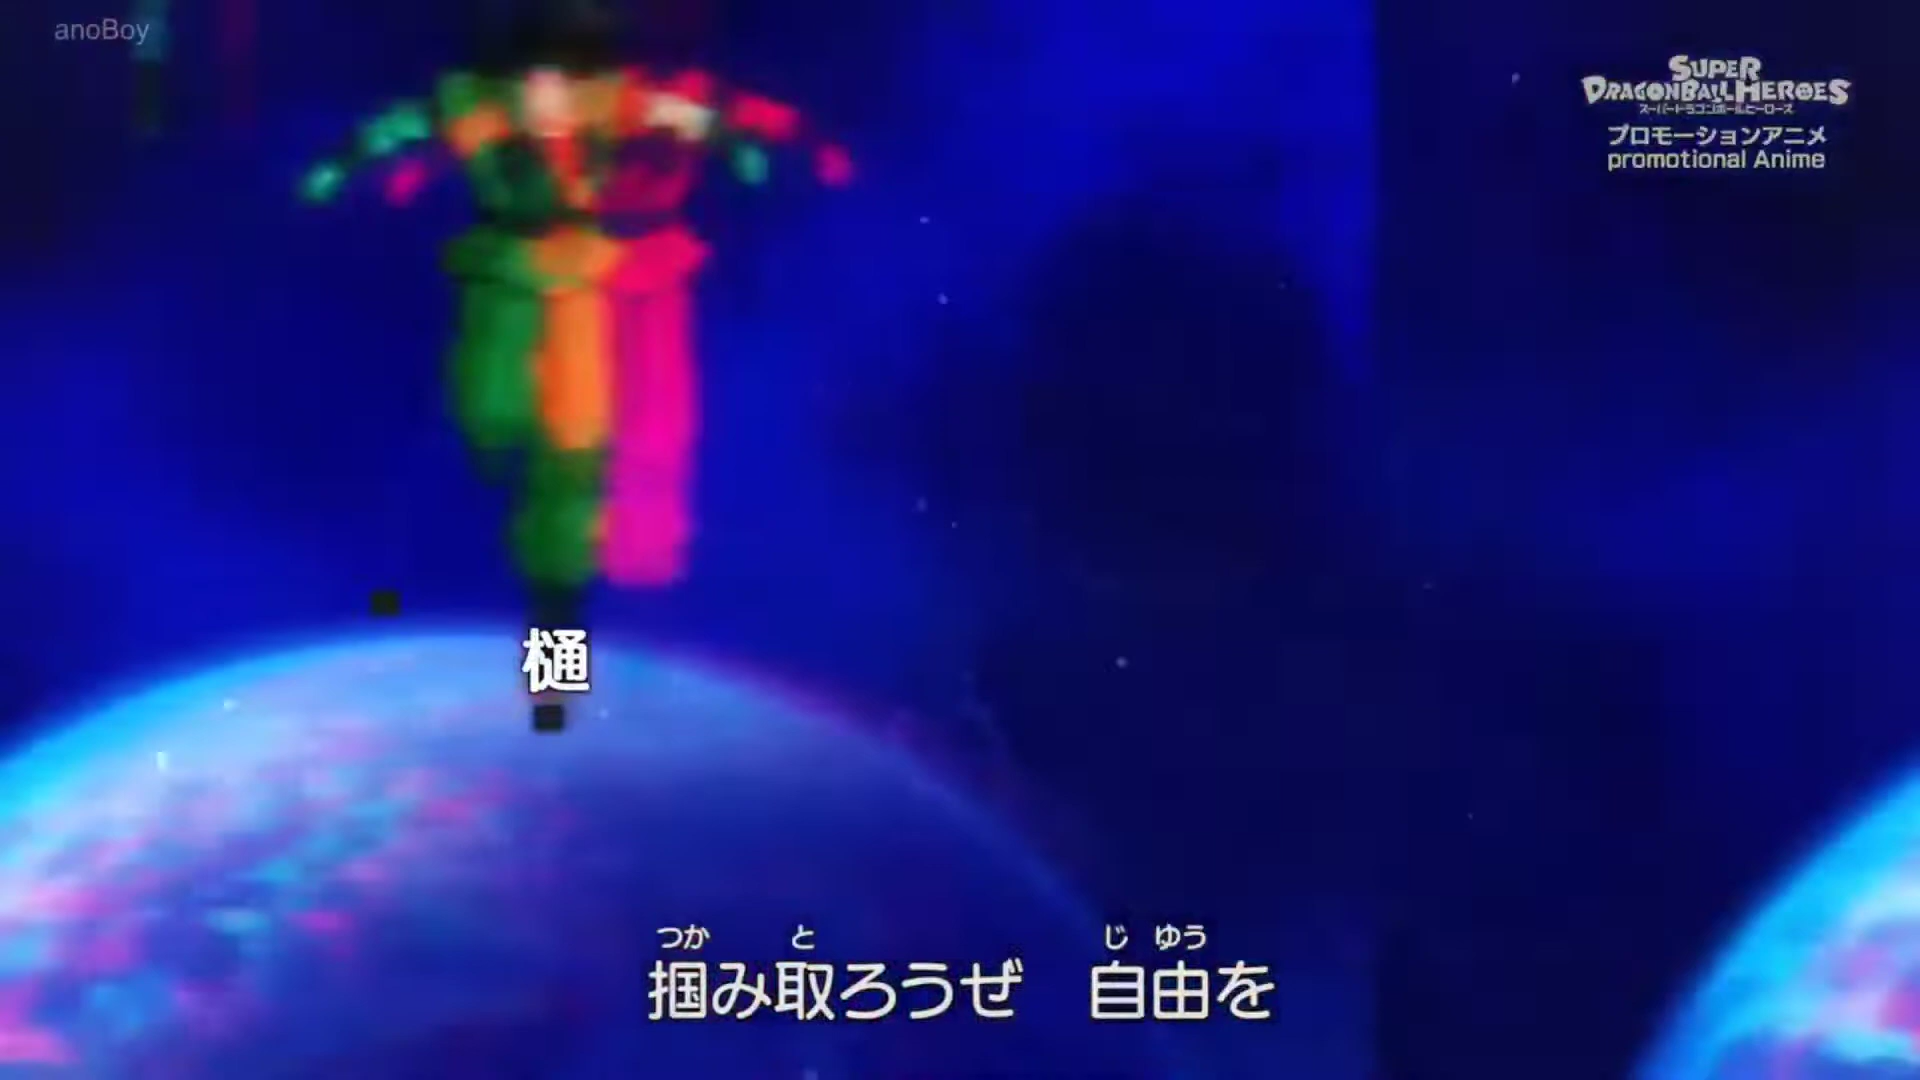 anoBoy
SUPER
DRAGONBALL HEROES
スーパードラゴンボールヒーローズ
プロモーションアニメ
promotional Anime
樋
つか と じ ゆう
掴み取ろうぜ 自由を